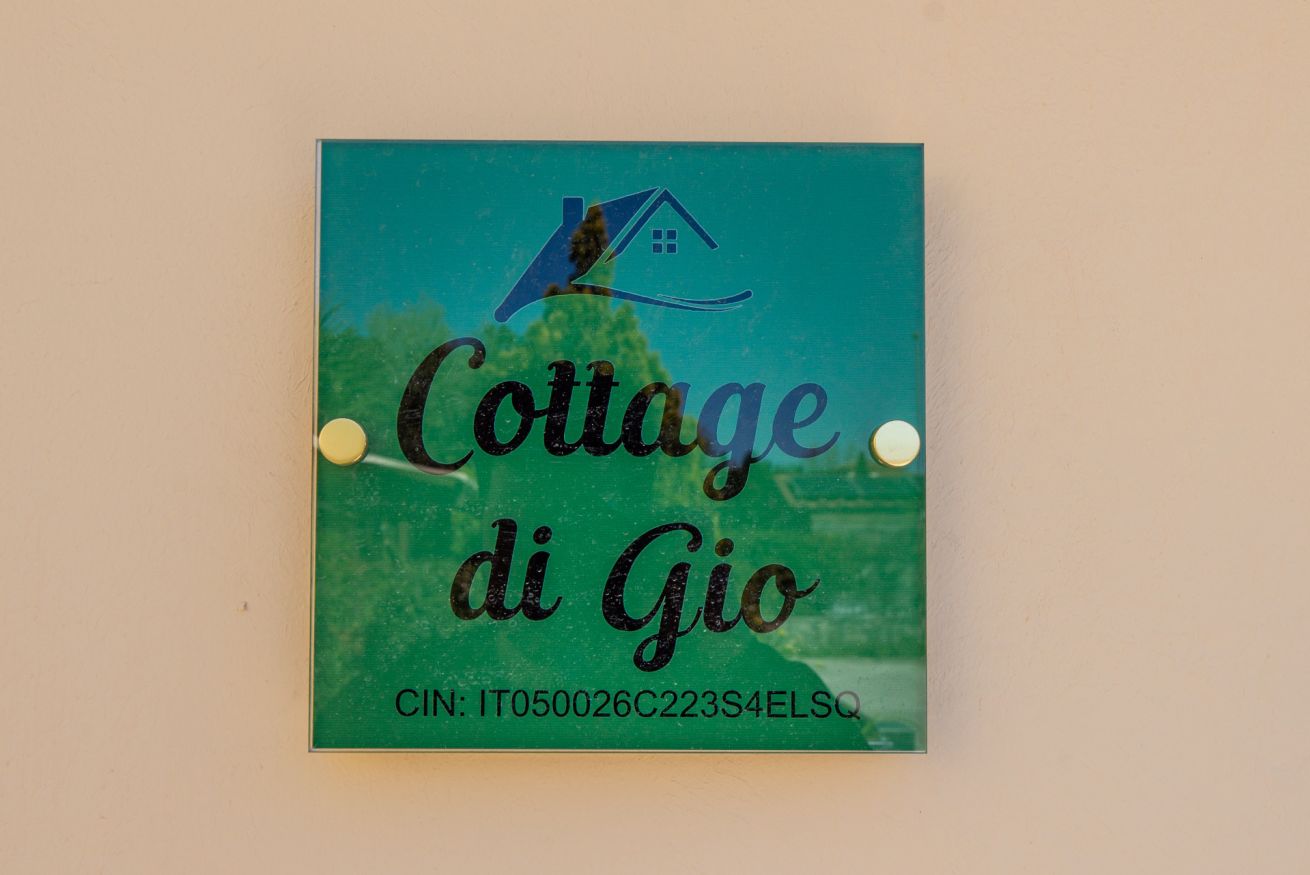 Cottage
di Gio
CIN: IT050026C223S4ELSQ